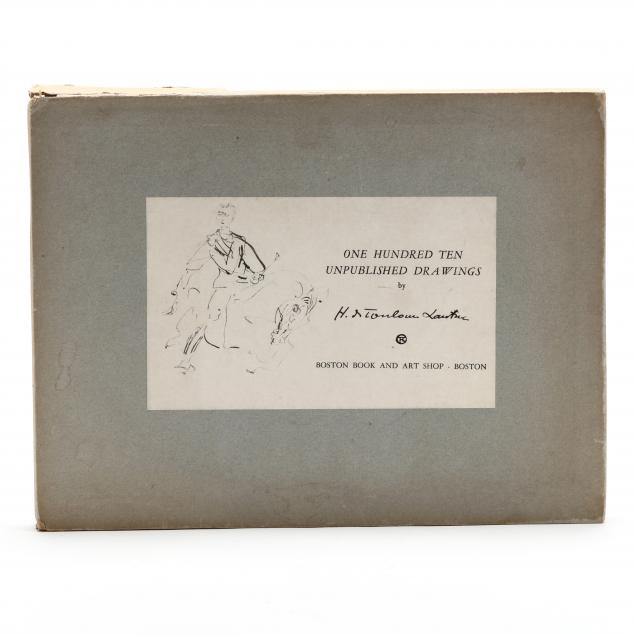 ONE HUNDRED TEN
UNPUBLISHED DRAWINGS
by
H. de Toulouse Lautrec
BOSTON BOOK AND ART SHOP · BOSTON